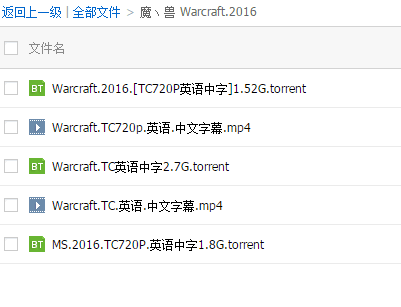 返回上一级 | 全部文件 > 魔丶兽 Warcraft.2016
文件名
BT Warcraft.2016.[TC720P英语中字]1.52G.torrent
Warcraft.TC720p.英语.中文字幕.mp4
BT Warcraft.TC英语中字2.7G.torrent
Warcraft.TC.英语.中文字幕.mp4
BT MS.2016.TC720P.英语中字1.8G.torrent